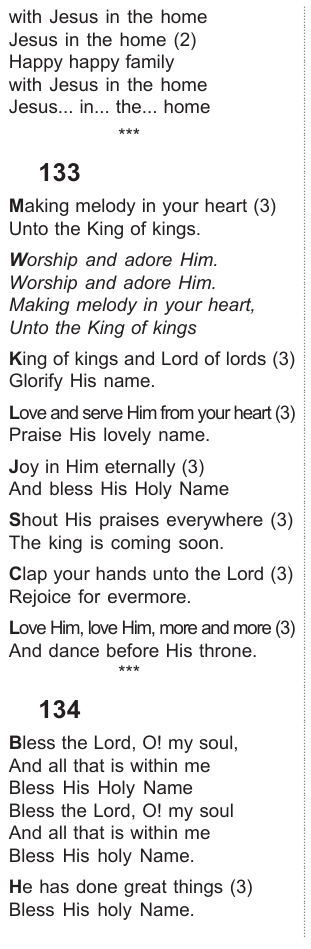 with Jesus in the home
Jesus in the home (2)
Happy happy family
with Jesus in the home
Jesus... in... the... home
***
133
Making melody in your heart (3)
Unto the King of kings.
Worship and adore Him.
Worship and adore Him.
Making melody in your heart,
Unto the King of kings
King of kings and Lord of lords (3)
Glorify His name.
Love and serve Him from your heart (3)
Praise His lovely name.
Joy in Him eternally (3)
And bless His Holy Name
Shout His praises everywhere (3)
The king is coming soon.
Clap your hands unto the Lord (3)
Rejoice for evermore.
Love Him, love Him, more and more (3)
And dance before His throne.
***
134
Bless the Lord, O! my soul,
And all that is within me
Bless His Holy Name
Bless the Lord, O! my soul
And all that is within me
Bless His holy Name.
He has done great things (3)
Bless His holy Name.